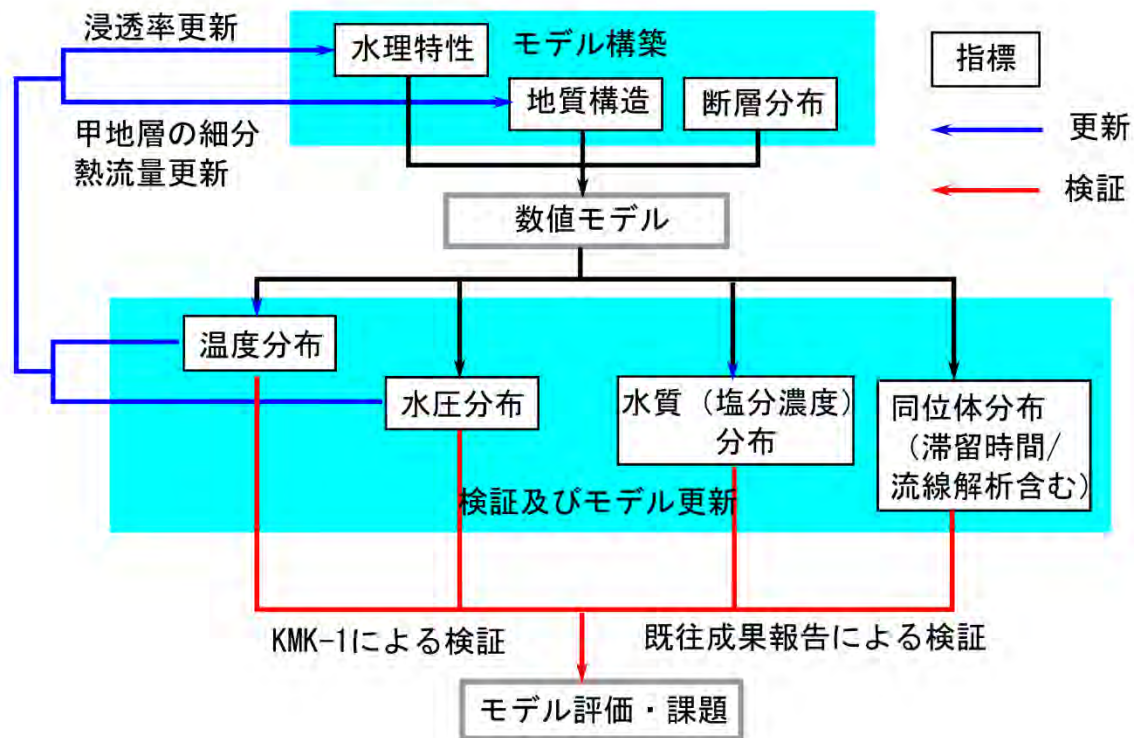 浸透率更新
水理特性
モデル構築
指標
地質構造
断層分布
更新
甲地層の細分
熱流量更新
検証
数値モデル
温度分布
水圧分布
水質（塩分濃度）
分布
同位体分布
（滞留時間/
流線解析含む）
検証及びモデル更新
KMK-1による検証
既往成果報告による検証
モデル評価・課題